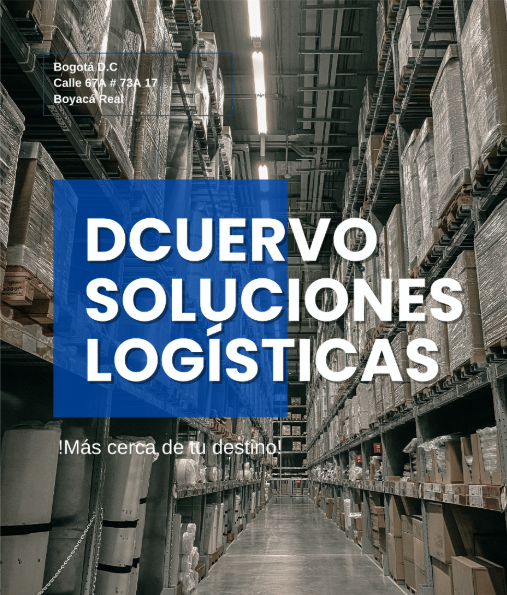 Bogotá D.C
Calle 67A # 73A 17
Boyacá Real
DCUERVO
SOLUCIONES
LOGÍSTICAS
!Más cerca de tu destino!